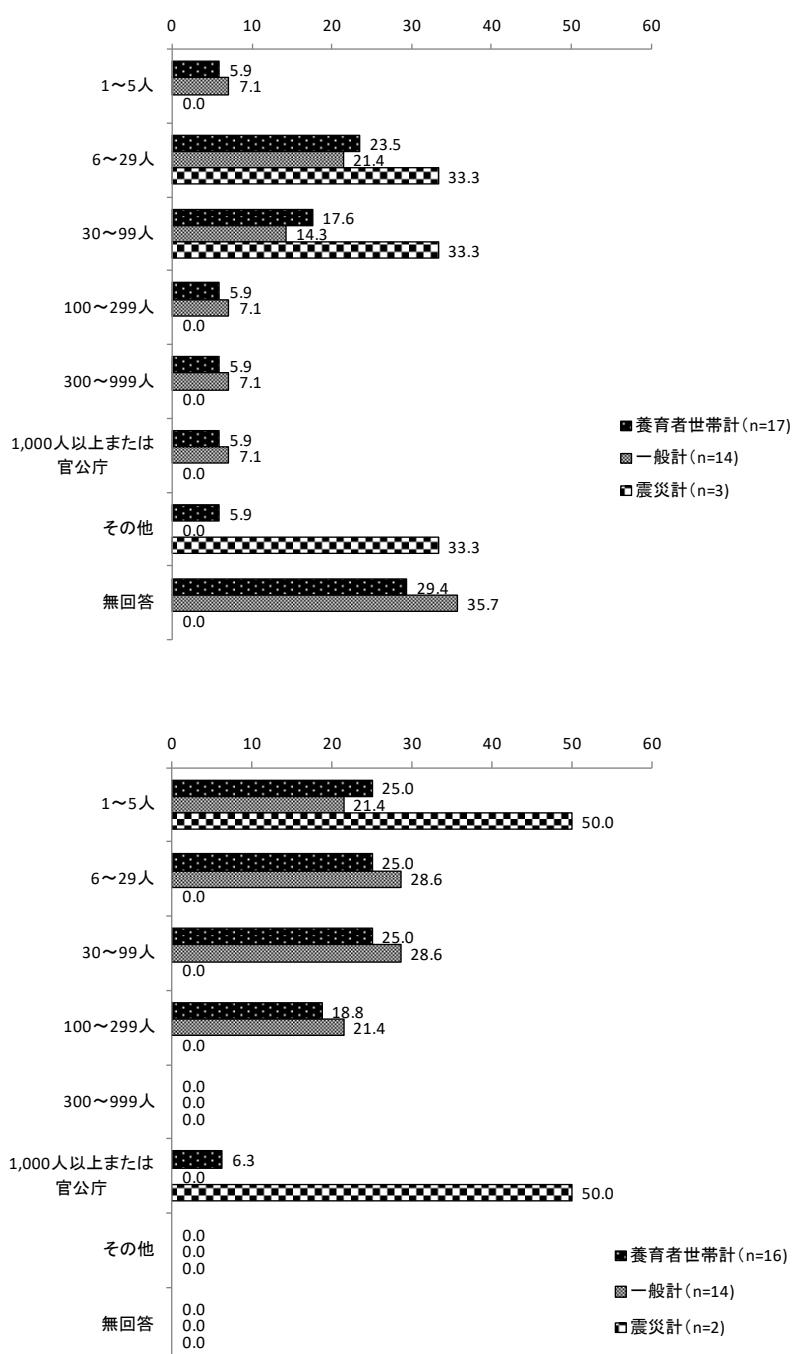 0 10 20 30 40 50 60
1～5人
5.9
7.1
0.0
6～29人
23.5
21.4
33.3
30～99人
17.6
14.3
33.3
100～299人
5.9
7.1
0.0
300～999人
5.9
7.1
0.0
1,000人以上または
官公庁
5.9
7.1
0.0
その他
5.9
0.0
33.3
無回答
29.4
35.7
0.0
養育者世帯計(n=17)
一般計(n=14)
震災計(n=3)
0 10 20 30 40 50 60
1～5人
25.0
21.4
50.0
6～29人
25.0
28.6
0.0
30～99人
25.0
28.6
0.0
100～299人
18.8
21.4
0.0
300～999人
0.0
0.0
0.0
1,000人以上または
官公庁
6.3
0.0
50.0
その他
0.0
0.0
0.0
無回答
0.0
0.0
0.0
養育者世帯計(n=16)
一般計(n=14)
震災計(n=2)